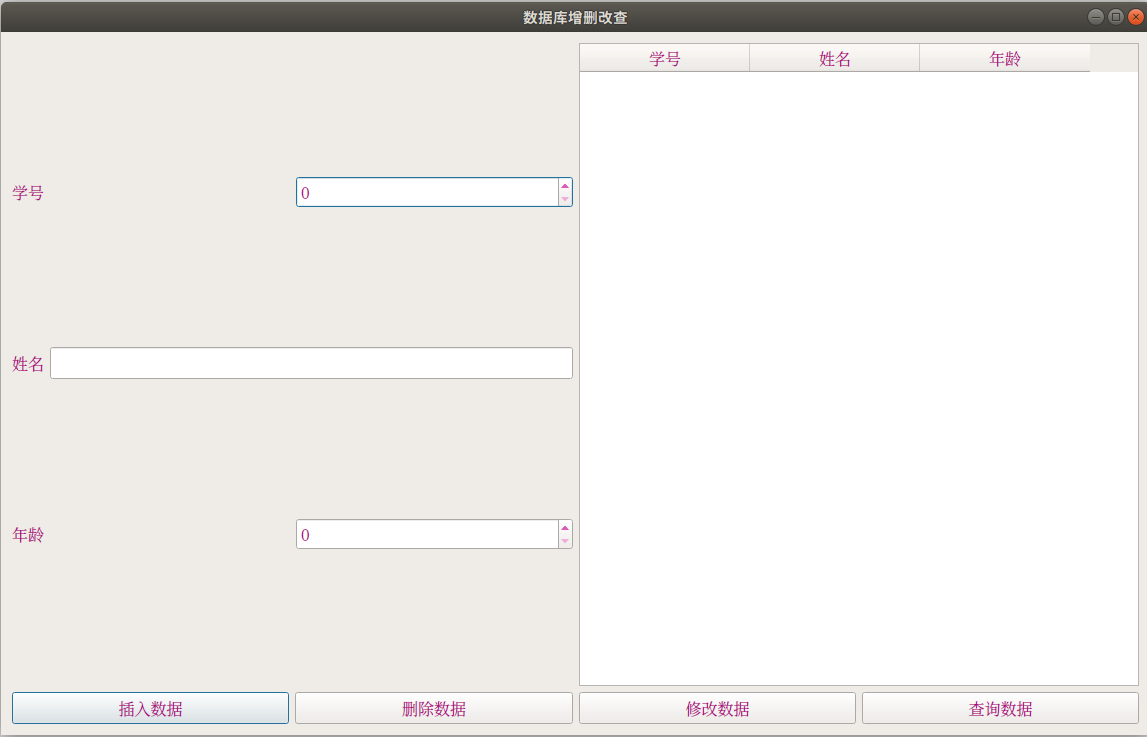 数据库增删改查
学号 姓名 年龄
学号 0
姓名
年龄 0
插入数据 删除数据 修改数据 查询数据